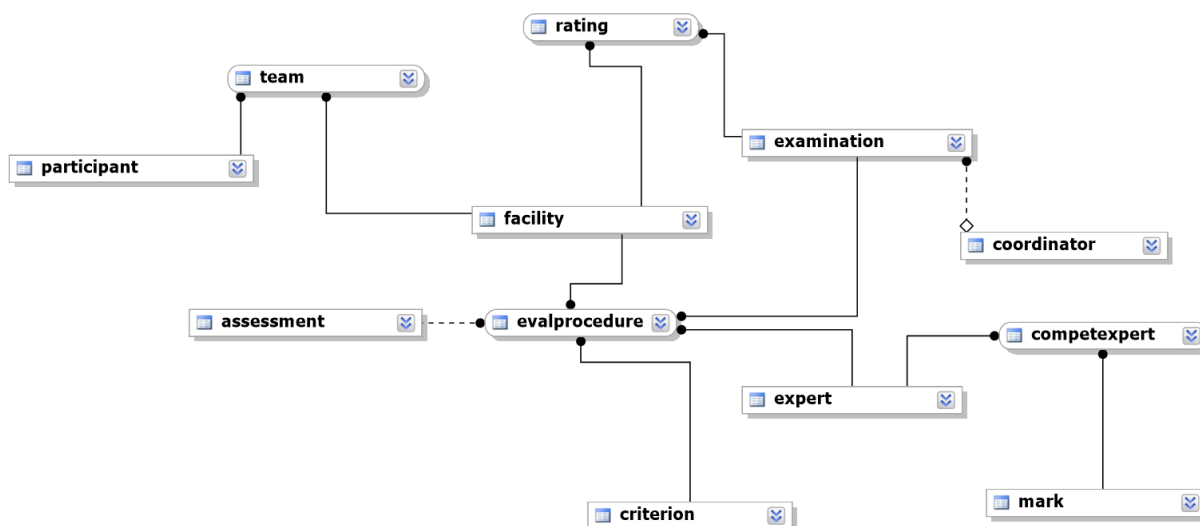 rating
team
examination
participant
facility
coordinator
assessment
evalprocedure
competexpert
expert
mark
criterion